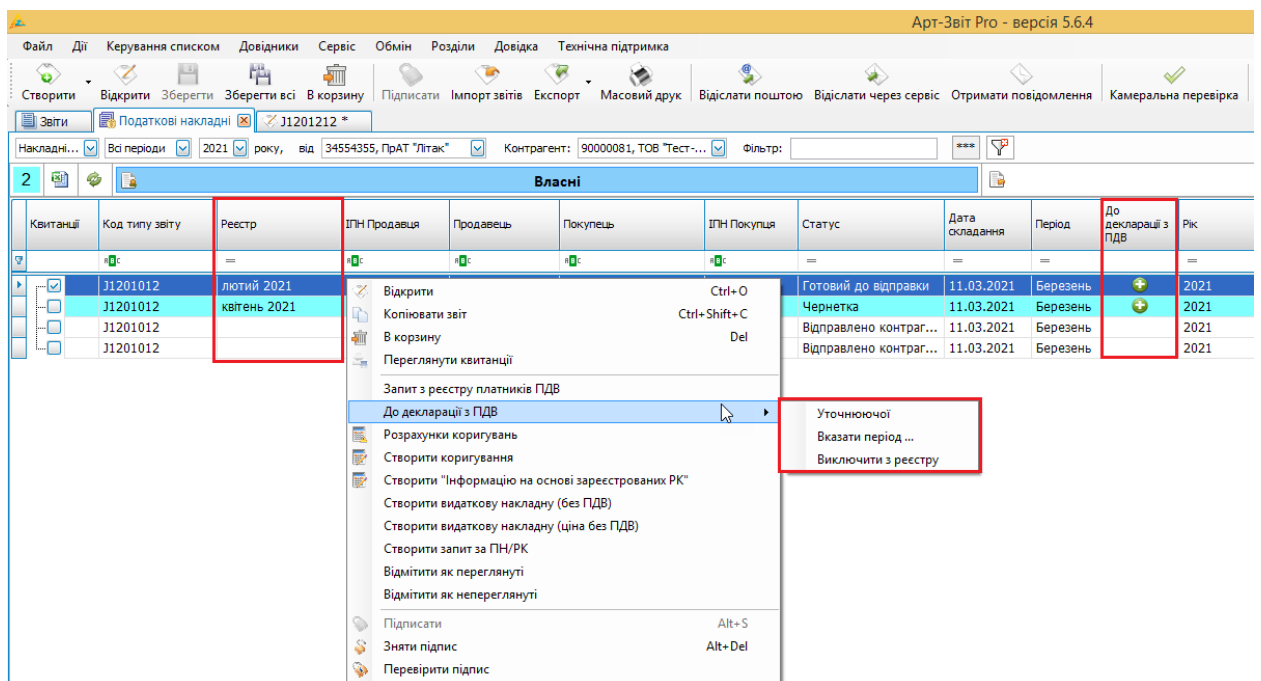 Арт-Звіт Pro - версія 5.6.4
Файл Дії Керування списком Довідники Сервіс Обмін Розділи Довідка Технічна підтримка
Створити Відкрити Зберегти Зберегти всі В корзину Підписати Імпорт звітів Експорт Масовий друк Відіслати поштою Відіслати через сервіс Отримати повідомлення Камеральна перевірка
Звіти Податкові накладні J1201212 *
Накладні... Всі періоди 2021 року, від 34554355, ПрАТ "Літак" Контрагент: 90000081, ТОВ "Тест-... Фільтр: ***
2 Власні
Квитанції Код типу звіту Реєстр ІПН Продавця Продавець Покупець ІПН Покупця Статус Дата складання Період До декларації з ПДВ Рік
= = = =
J1201012 лютий 2021 Готовий до відправки 11.03.2021 Березень 2021
J1201012 квітень 2021 Чернетка 11.03.2021 Березень 2021
J1201012 Відправлено контраг... 11.03.2021 Березень 2021
J1201012 Відправлено контраг... 11.03.2021 Березень 2021
Відкрити Ctrl+O
Копіювати звіт Ctrl+Shift+C
В корзину Del
Переглянути квитанції
Запит з реєстру платників ПДВ
До декларації з ПДВ
Розрахунки коригувань
Створити коригування
Створити "Інформацію на основі зареєстрованих РК"
Створити видаткову накладну (без ПДВ)
Створити видаткову накладну (ціна без ПДВ)
Створити запит за ПН/РК
Відмітити як переглянуті
Відмітити як непереглянуті
Підписати Alt+S
Зняти підпис Alt+Del
Перевірити підпис
Уточнюючої
Вказати період ...
Виключити з реєстру